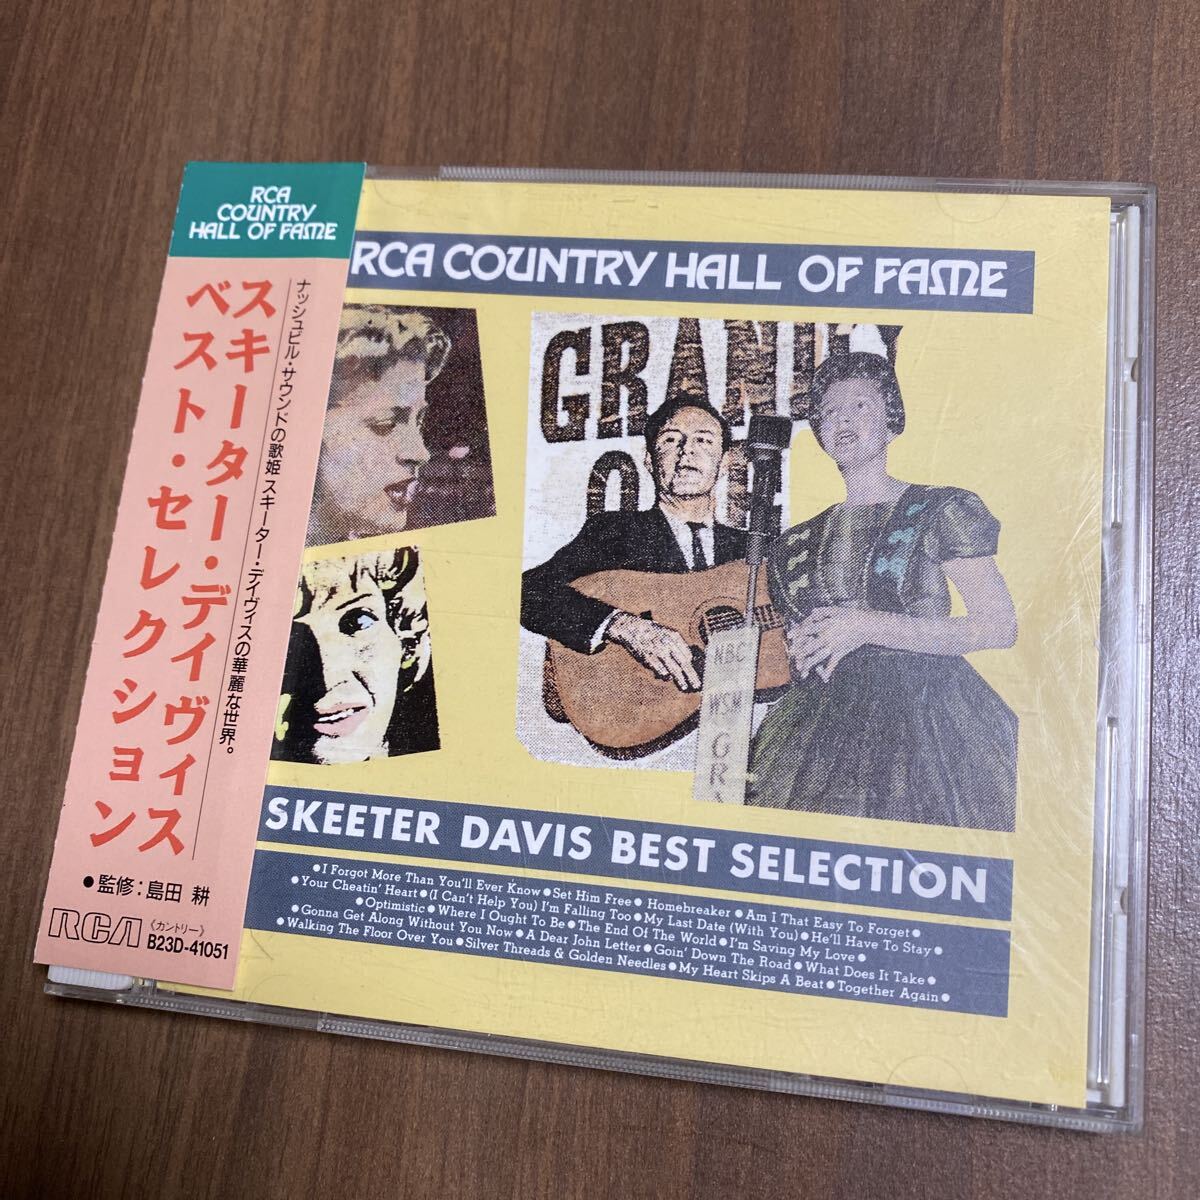 RCA
COUNTRY
HALL OF FAME
スキーター・デイヴィス
ベスト・セレクション
ナッシュビル・サウンドの歌姫 スキーター・デイヴィスの華麗な世界。
●監修:島田 耕
RCA
《カントリー》
B23D-41051
RCA COUNTRY HALL OF FAME
GRAND
NBC
WSM
GR
SKEETER DAVIS BEST SELECTION
●I Forgot More Than You'll Ever Know●Set Him Free● Homebreaker●Am I That Easy To Forget●
●Your Cheatin' Heart●(I Can't Help You) I'm Falling Too●My Last Date (With You)●He'll Have To Stay●
Optimistic●Where I Ought To Be●The End Of The World●I'm Saving My Love●
●Gonna Get Along Without You Now●A Dear John Letter●Goin' Down The Road●What Does It Take●
●Walking The Floor Over You●Silver Threads & Golden Needles●My Heart Skips A Beat●Together Again●